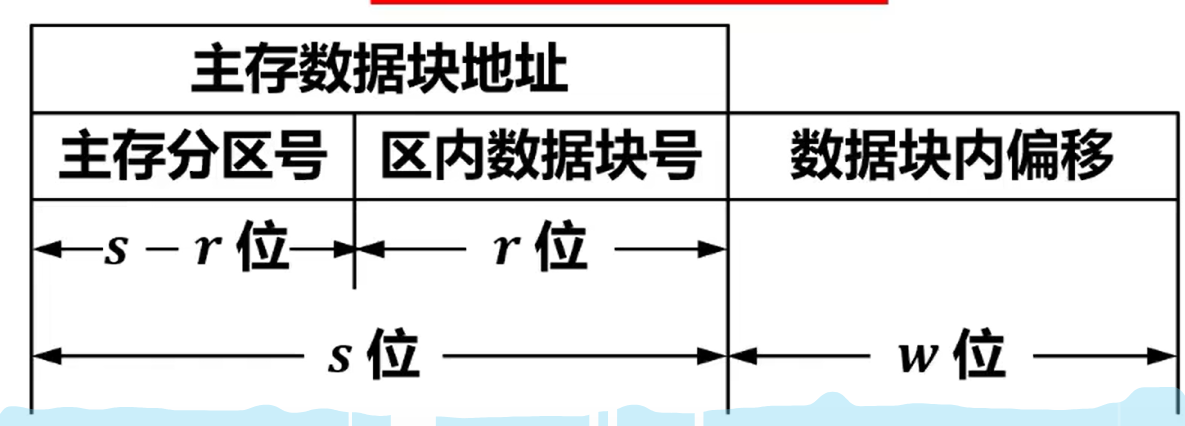 主存数据块地址
主存分区号 区内数据块号 数据块内偏移
s − r 位 r 位
s 位 w 位